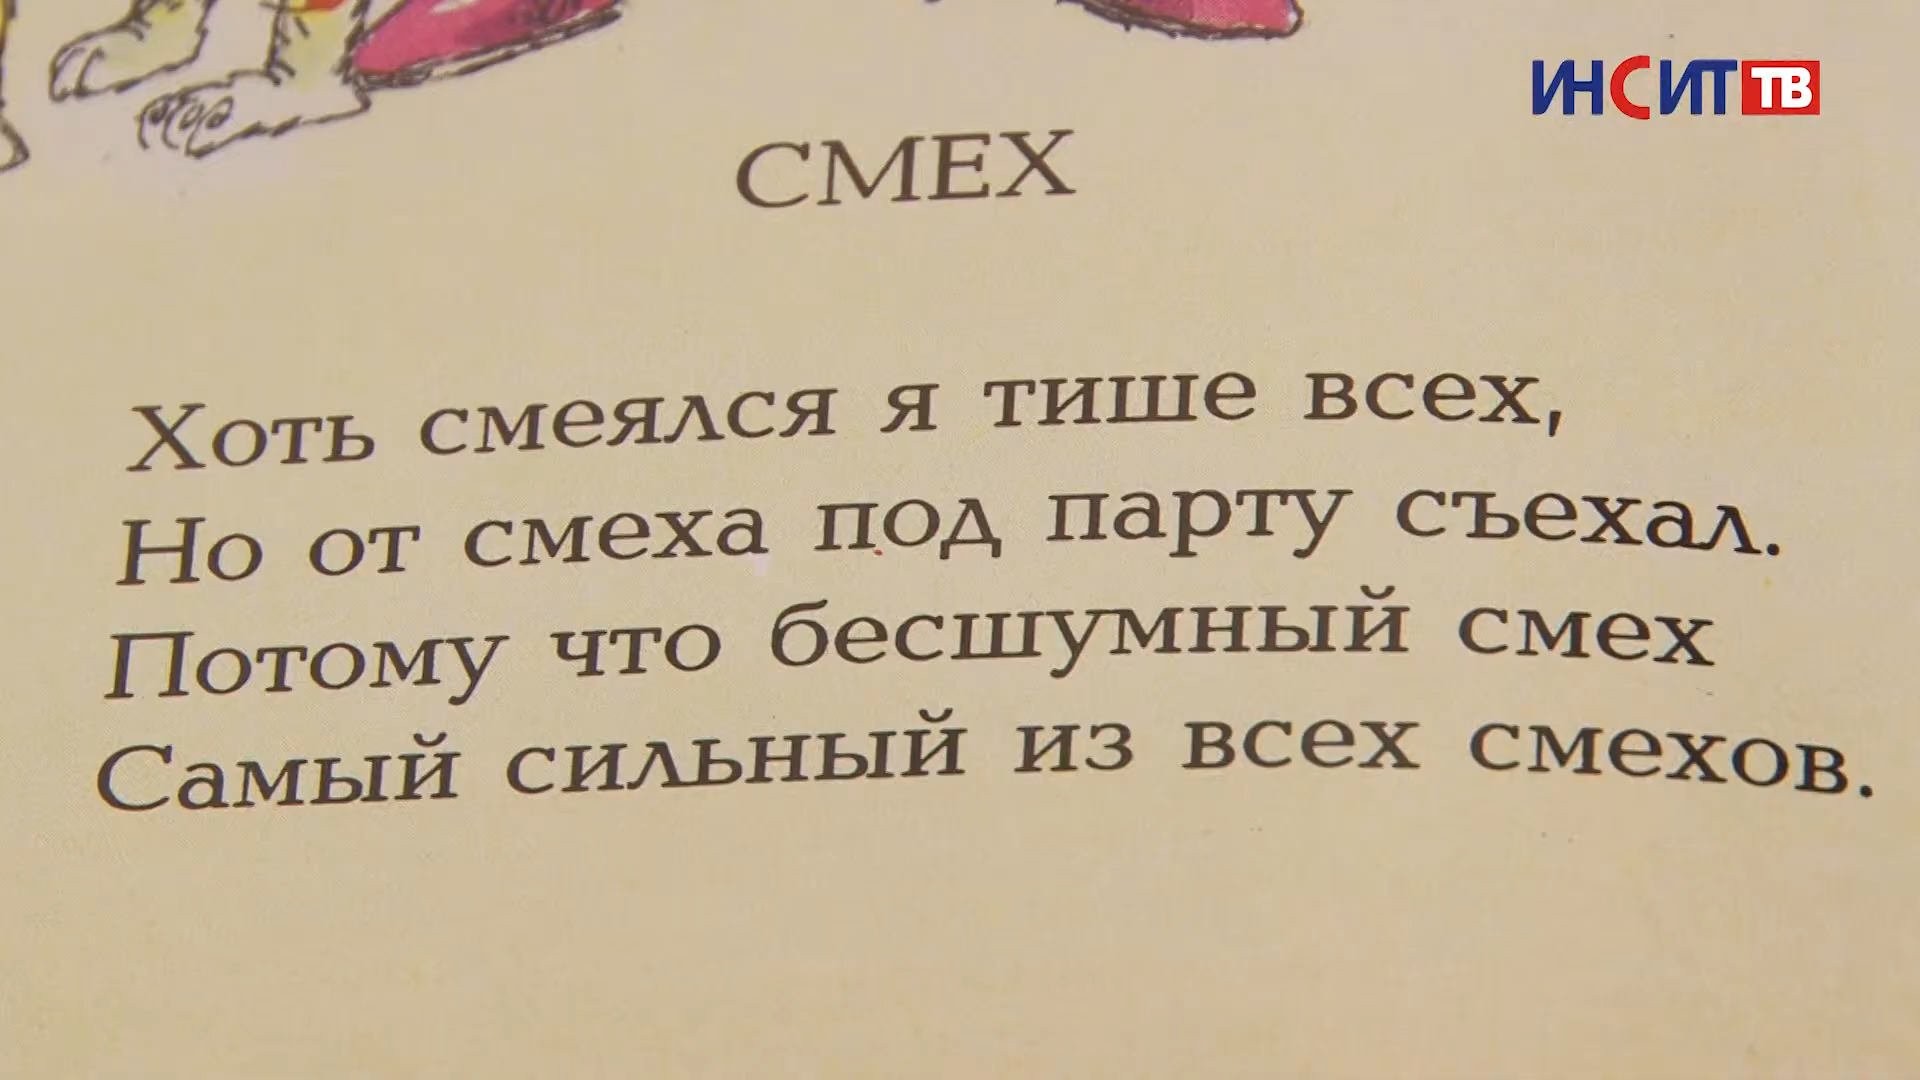 ИНСИТ ТВ
СМЕХ
Хоть смеялся я тише всех,
Но от смеха под парту съехал.
Потому что бесшумный смех
Самый сильный из всех смехов.